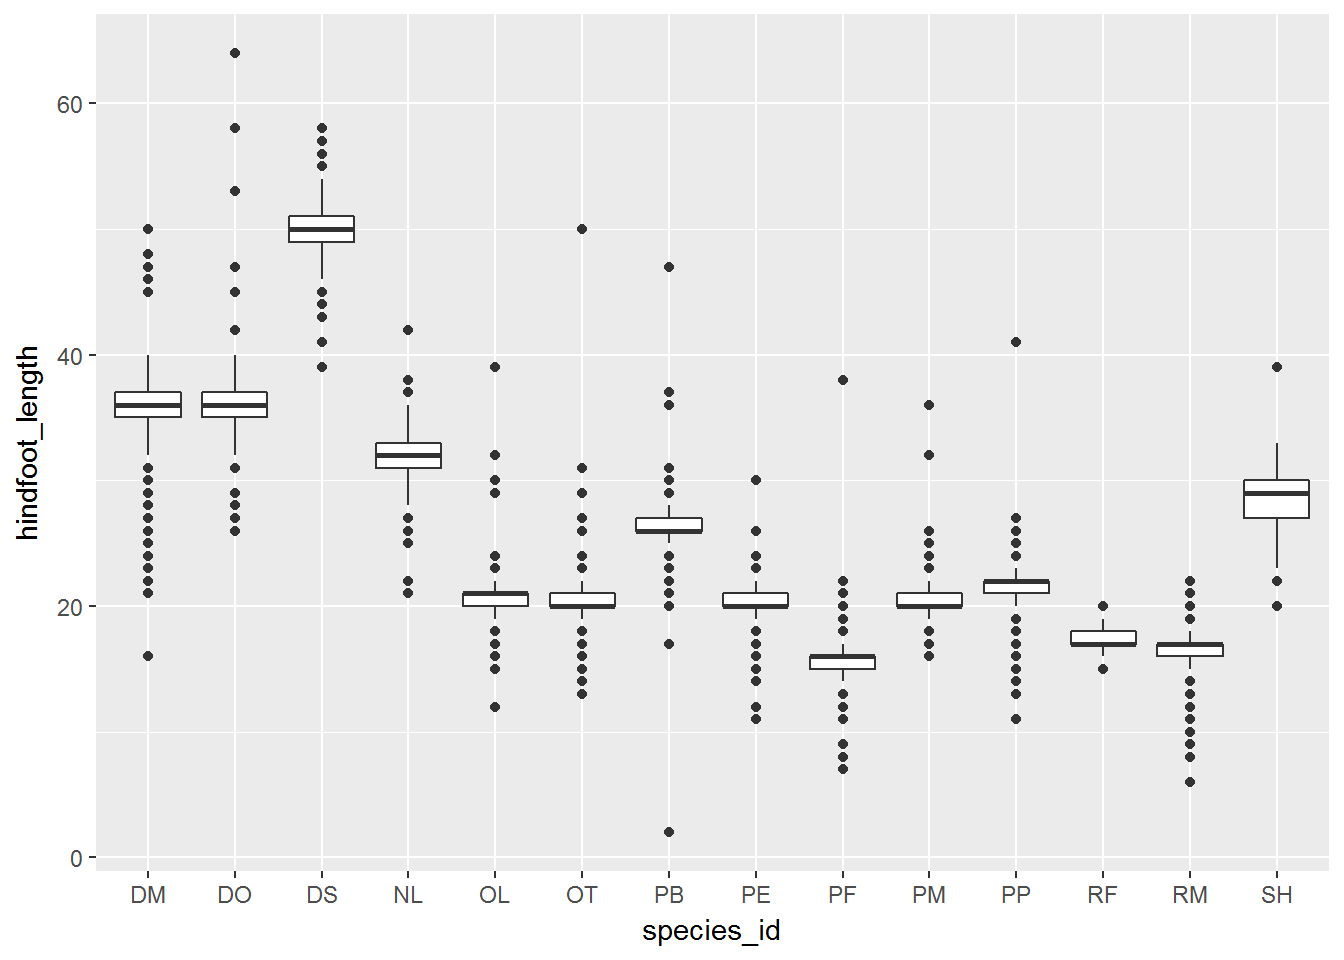 hindfoot_length
60
40
20
0
DM DO DS NL OL OT PB PE PF PM PP RF RM SH
species_id